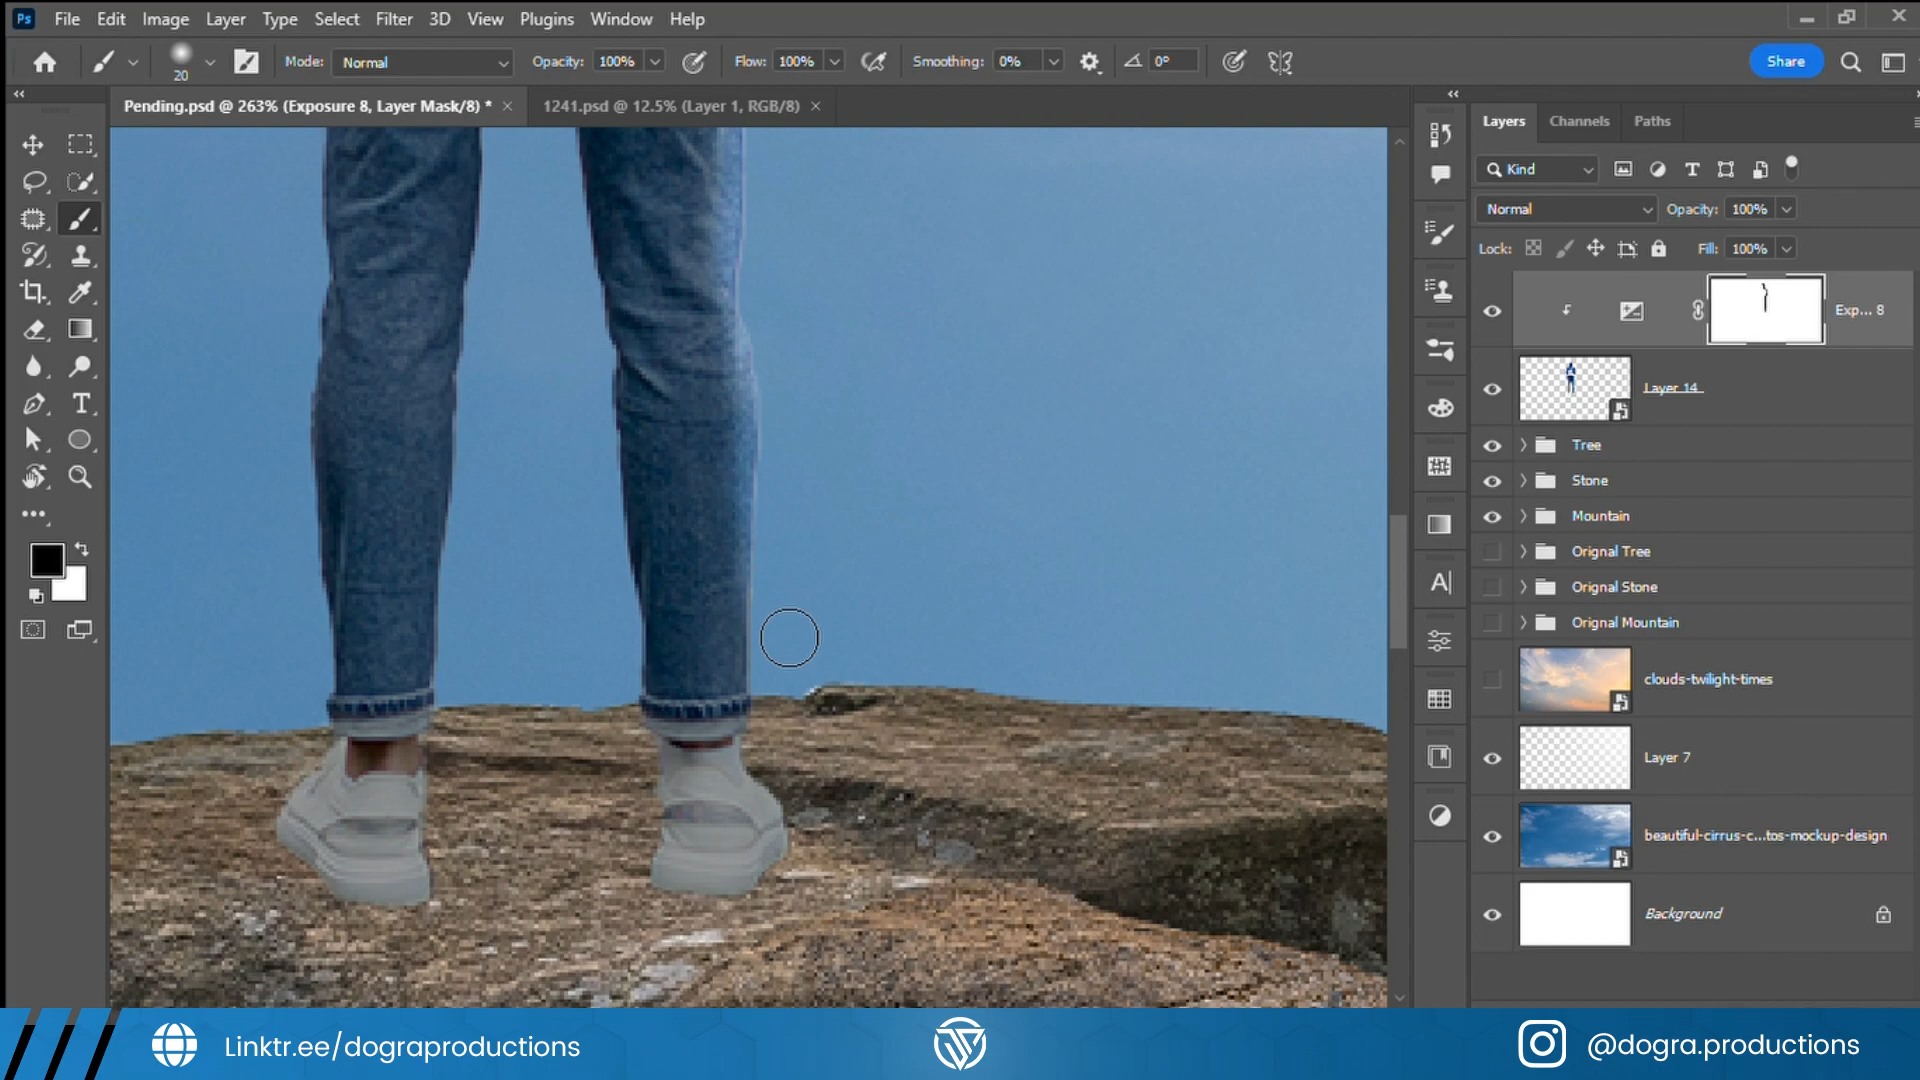 Ps File Edit Image Layer Type Select Filter 3D View Plugins Window Help
20 Mode: Normal Opacity: 100% Flow: 100% Smoothing: 0% 0° Share
Pending.psd @ 263% (Exposure 8, Layer Mask/8) *
1241.psd @ 12.5% (Layer 1, RGB/8)
Layers Channels Paths
Kind
Normal Opacity: 100%
Lock: Fill: 100%
Exp... 8
Layer 14
Tree
Stone
Mountain
Orignal Tree
Orignal Stone
Orignal Mountain
clouds-twilight-times
Layer 7
beautiful-cirrus-c...tos-mockup-design
Background
Linktr.ee/dograproductions
@dogra.productions